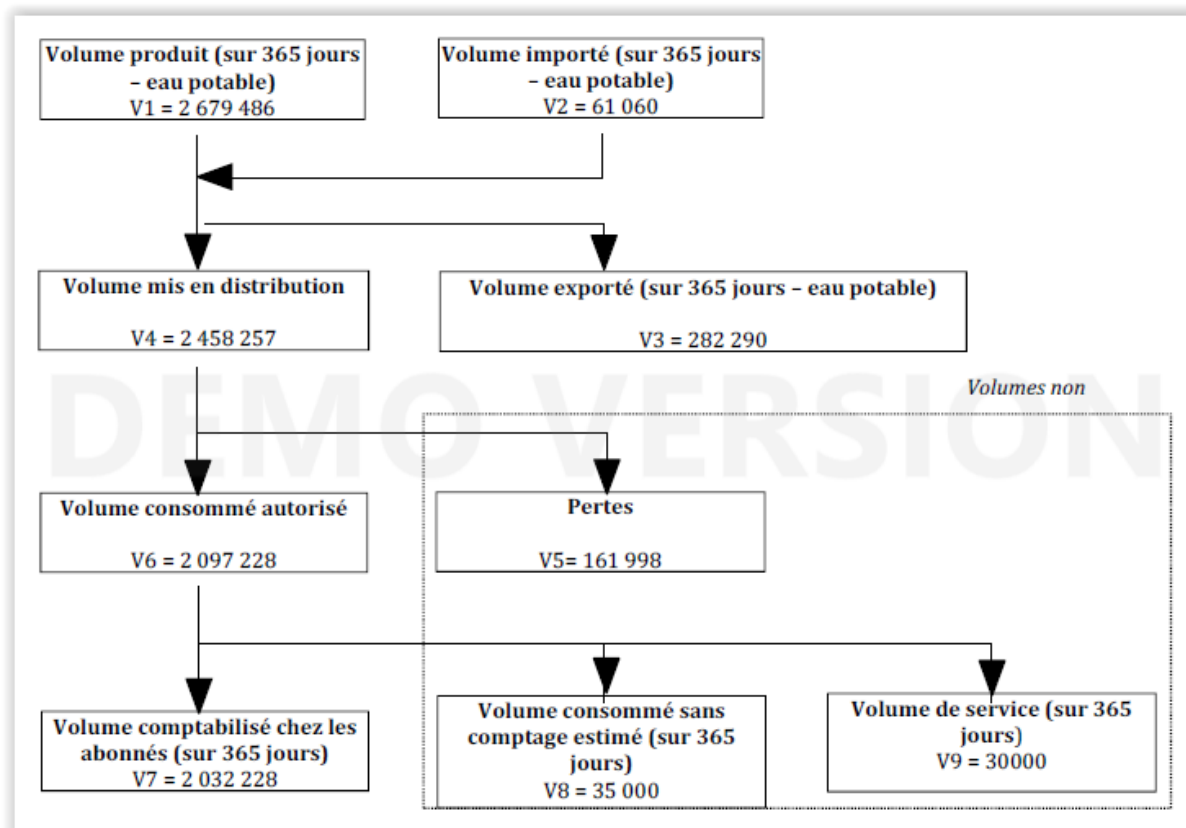 Volume produit (sur 365 jours
– eau potable)
V1 = 2 679 486
Volume importé (sur 365 jours
– eau potable)
V2 = 61 060
Volume mis en distribution
V4 = 2 458 257
Volume exporté (sur 365 jours – eau potable)
V3 = 282 290
DEMO VERSION
Volumes non
Volume consommé autorisé
V6 = 2 097 228
Pertes
V5= 161 998
Volume comptabilisé chez les
abonnés (sur 365 jours)
V7 = 2 032 228
Volume consommé sans
comptage estimé (sur 365
jours)
V8 = 35 000
Volume de service (sur 365
jours)
V9 = 30000